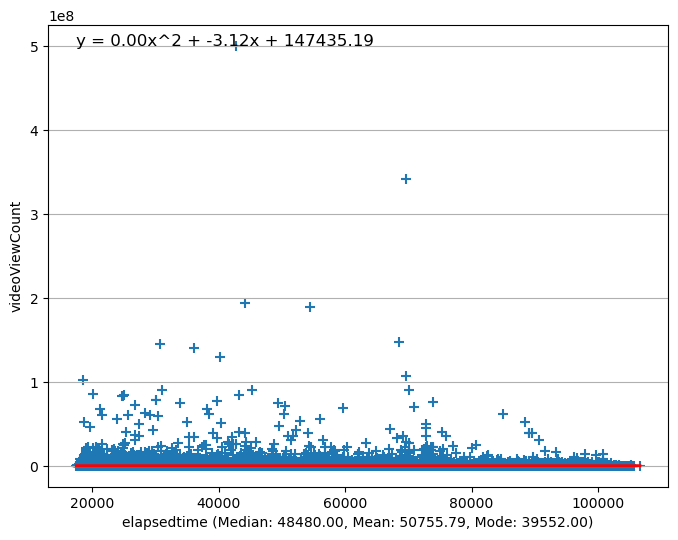 1e8
y = 0.00x^2 + -3.12x + 147435.19
5
4
3
2
1
0
videoViewCount
20000 40000 60000 80000 100000
elapsedtime (Median: 48480.00, Mean: 50755.79, Mode: 39552.00)